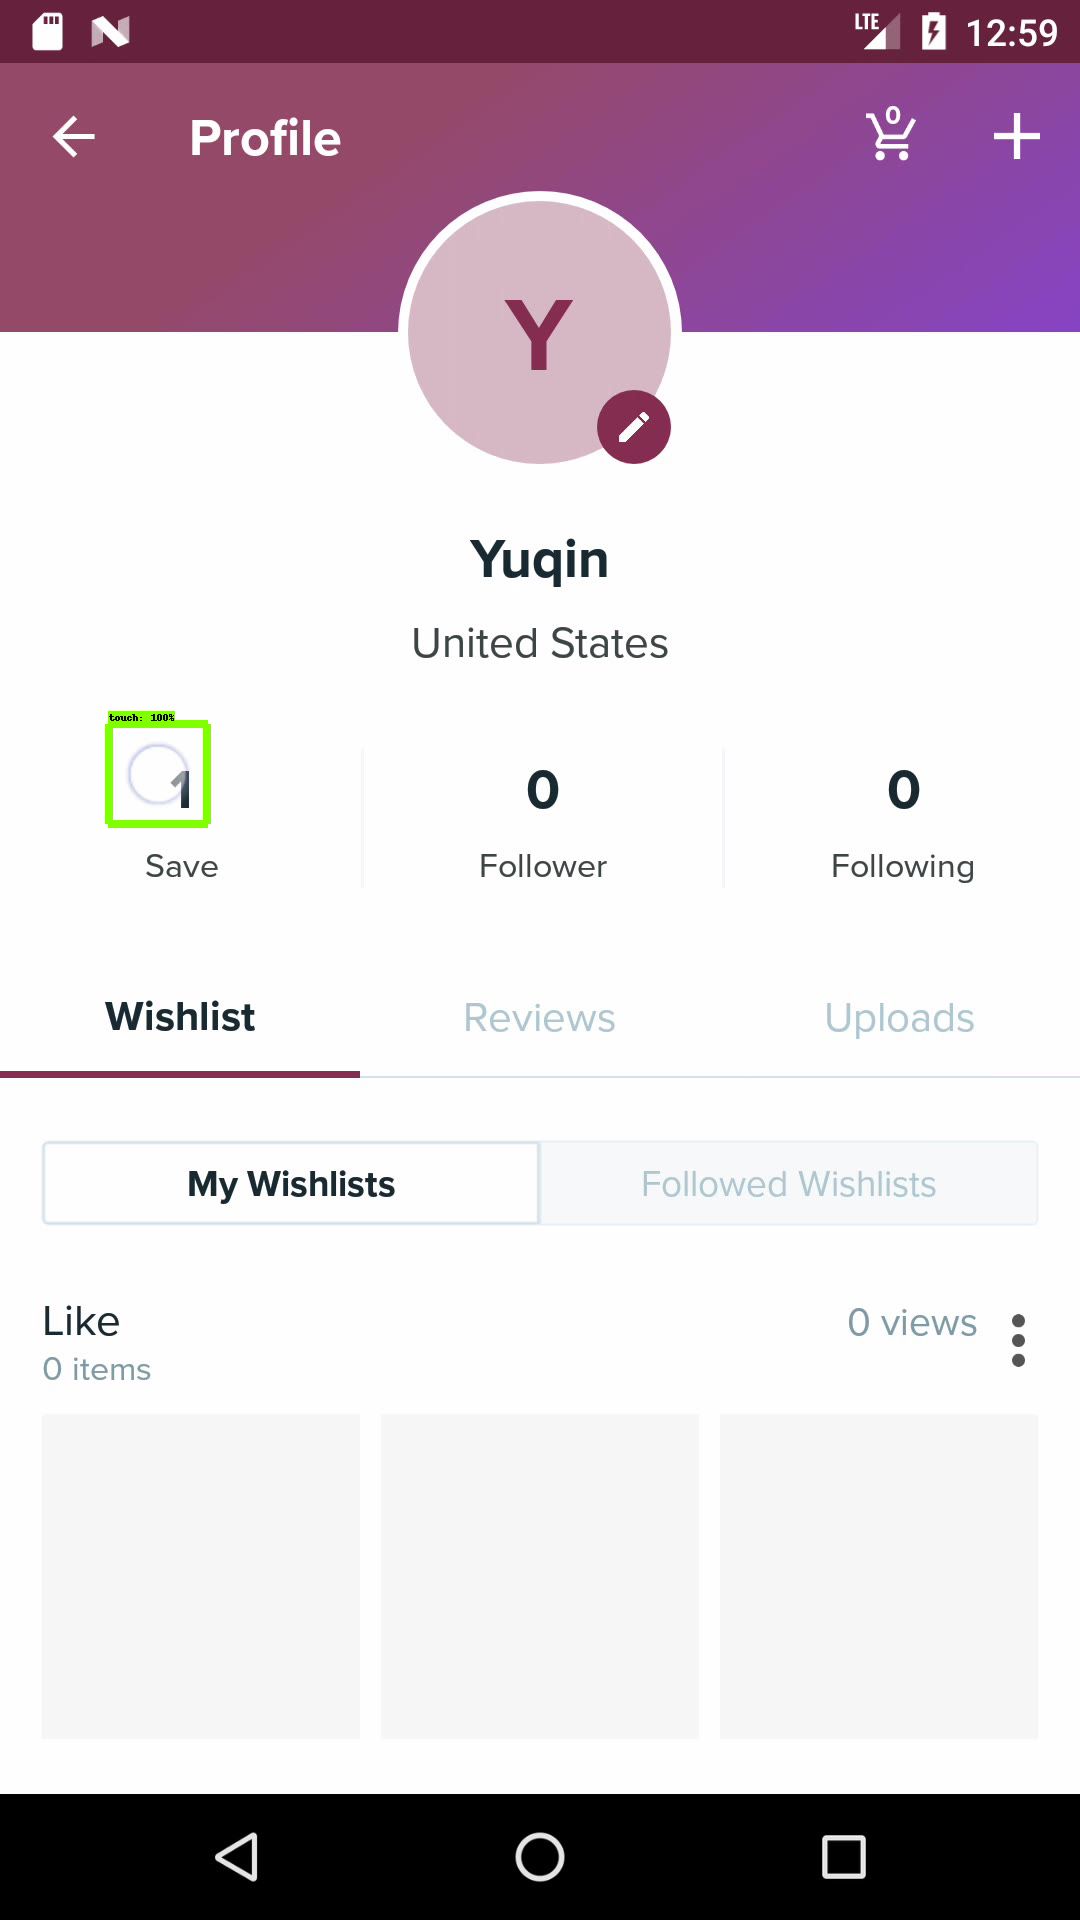 LTE 12:59
Profile 0
Y
Yuqin
United States
touch: 100%
1 0 0
Save Follower Following
Wishlist Reviews Uploads
My Wishlists Followed Wishlists
Like 0 views
0 items